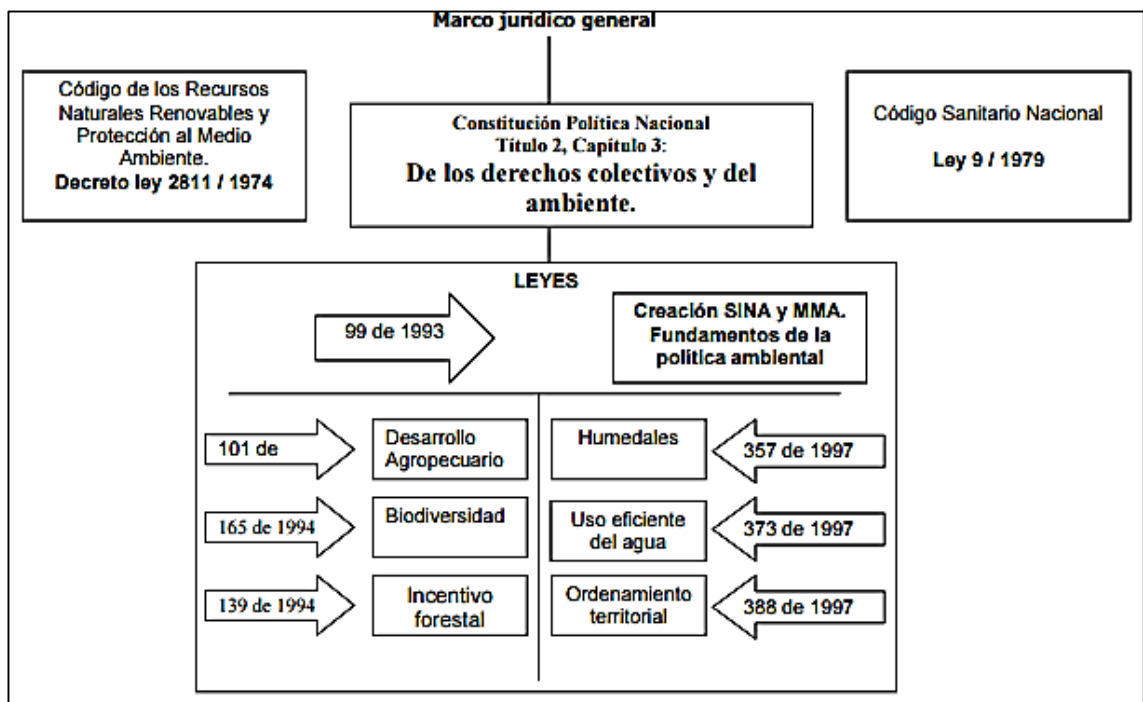 Marco jurídico general
Código de los Recursos
Naturales Renovables y
Protección al Medio
Ambiente.
Decreto ley 2811 / 1974
Constitución Política Nacional
Título 2, Capítulo 3:
De los derechos colectivos y del
ambiente.
Código Sanitario Nacional
Ley 9 / 1979
LEYES
99 de 1993
Creación SINA y MMA.
Fundamentos de la
política ambiental
101 de
Desarrollo
Agropecuario
Humedales
357 de 1997
165 de 1994
Biodiversidad
Uso eficiente
del agua
373 de 1997
139 de 1994
Incentivo
forestal
Ordenamiento
territorial
388 de 1997